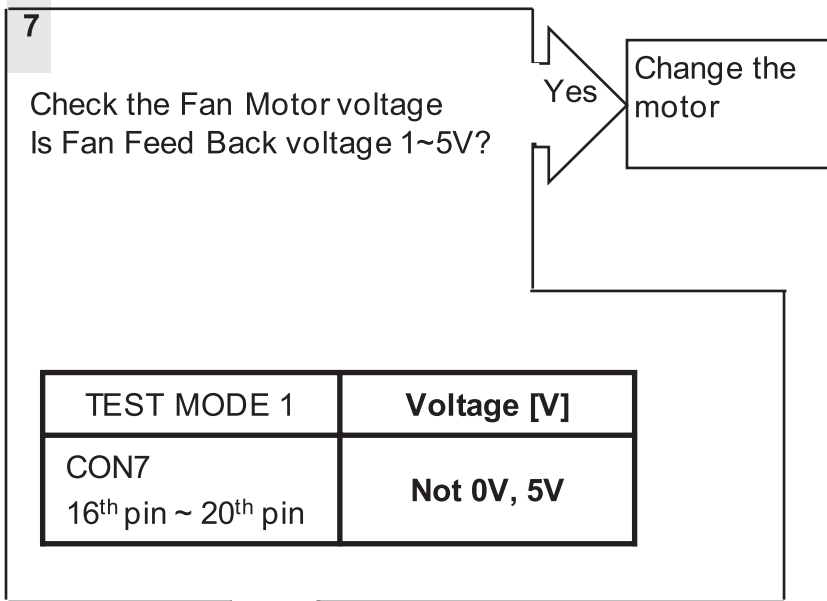 7
Check the Fan Motor voltage
Is Fan Feed Back voltage 1~5V?
Yes
Change the
motor
TEST MODE 1
Voltage [V]
CON7
16th pin ~ 20th pin
Not 0V, 5V